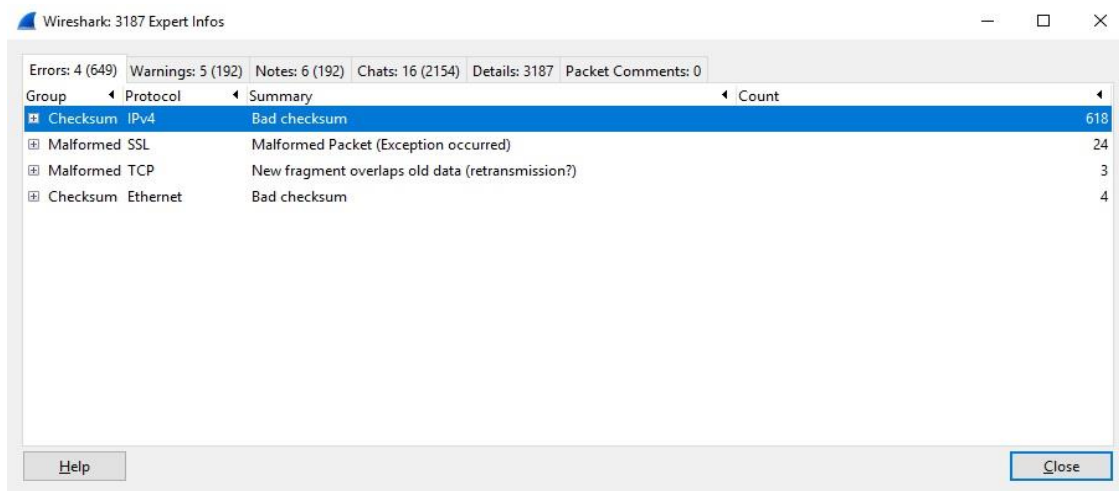 Wireshark: 3187 Expert Infos
Errors: 4 (649) Warnings: 5 (192) Notes: 6 (192) Chats: 16 (2154) Details: 3187 Packet Comments: 0
Group Protocol Summary Count
Checksum IPv4 Bad checksum 618
Malformed SSL Malformed Packet (Exception occurred) 24
Malformed TCP New fragment overlaps old data (retransmission?) 3
Checksum Ethernet Bad checksum 4
Help Close